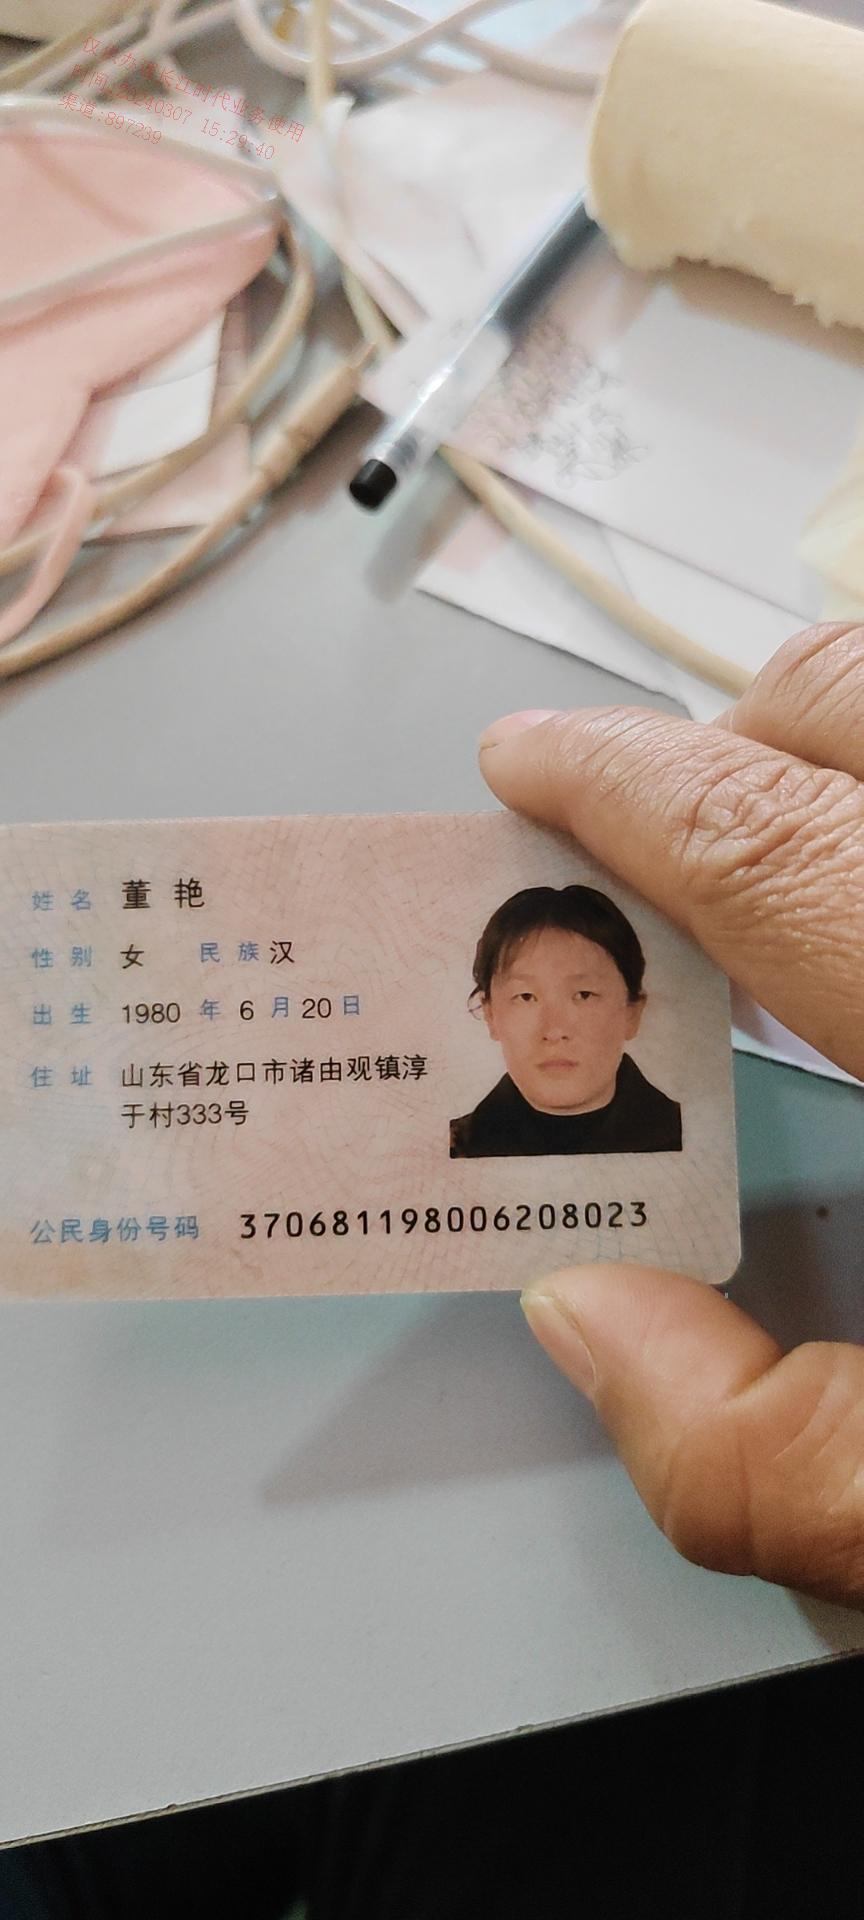 仅供办理长江时代业务使用
时间:20240307 15:29:40
渠道:897239
姓名 董艳
性别 女 民族 汉
出生 1980 年 6 月 20 日
住址 山东省龙口市诸由观镇淳
于村333号
公民身份号码 370681198006208023